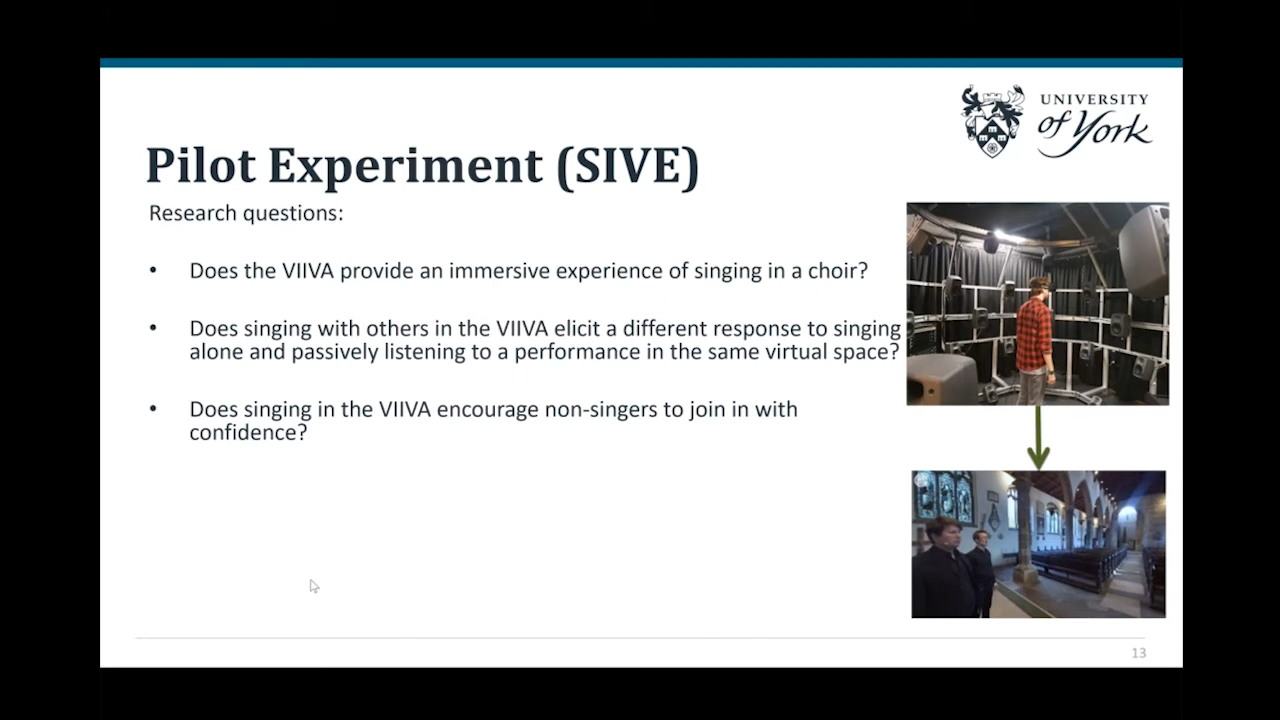 UNIVERSITY
of York
Pilot Experiment (SIVE)
Research questions:
• Does the VIIVA provide an immersive experience of singing in a choir?
• Does singing with others in the VIIVA elicit a different response to singing
alone and passively listening to a performance in the same virtual space?
• Does singing in the VIIVA encourage non-singers to join in with
confidence?
13